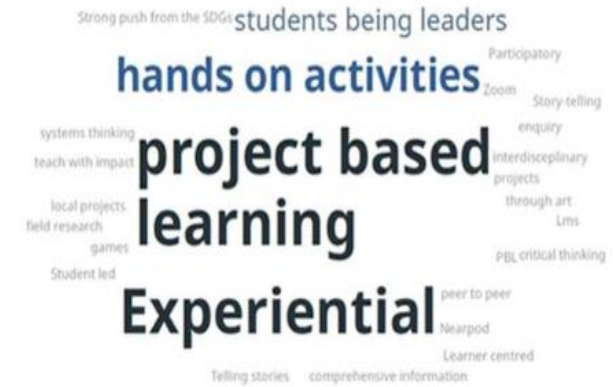 Strong push from the SDGs students being leaders
Participatory
hands on activities
Zoom
Story telling
systems thinking
enquiry
teach with impact
project based
interdisceplinary
projects
local projects
learning
through art
field research
Lms
games
PBL critical thinking
Student led
Experiential
peer to peer
Nearpod
Learner centred
Telling stories comprehensive information